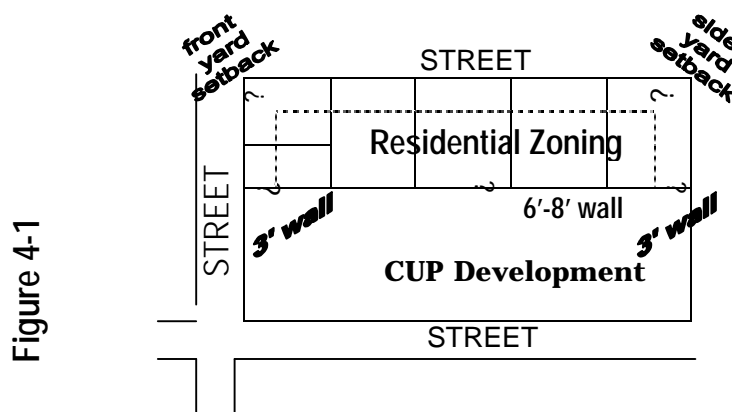 front
yard
setback
side
yard
setback
STREET
?
?
Residential Zoning
?
?
?
6'-8' wall
3' wall
3' wall
STREET
CUP Development
STREET
Figure 4-1